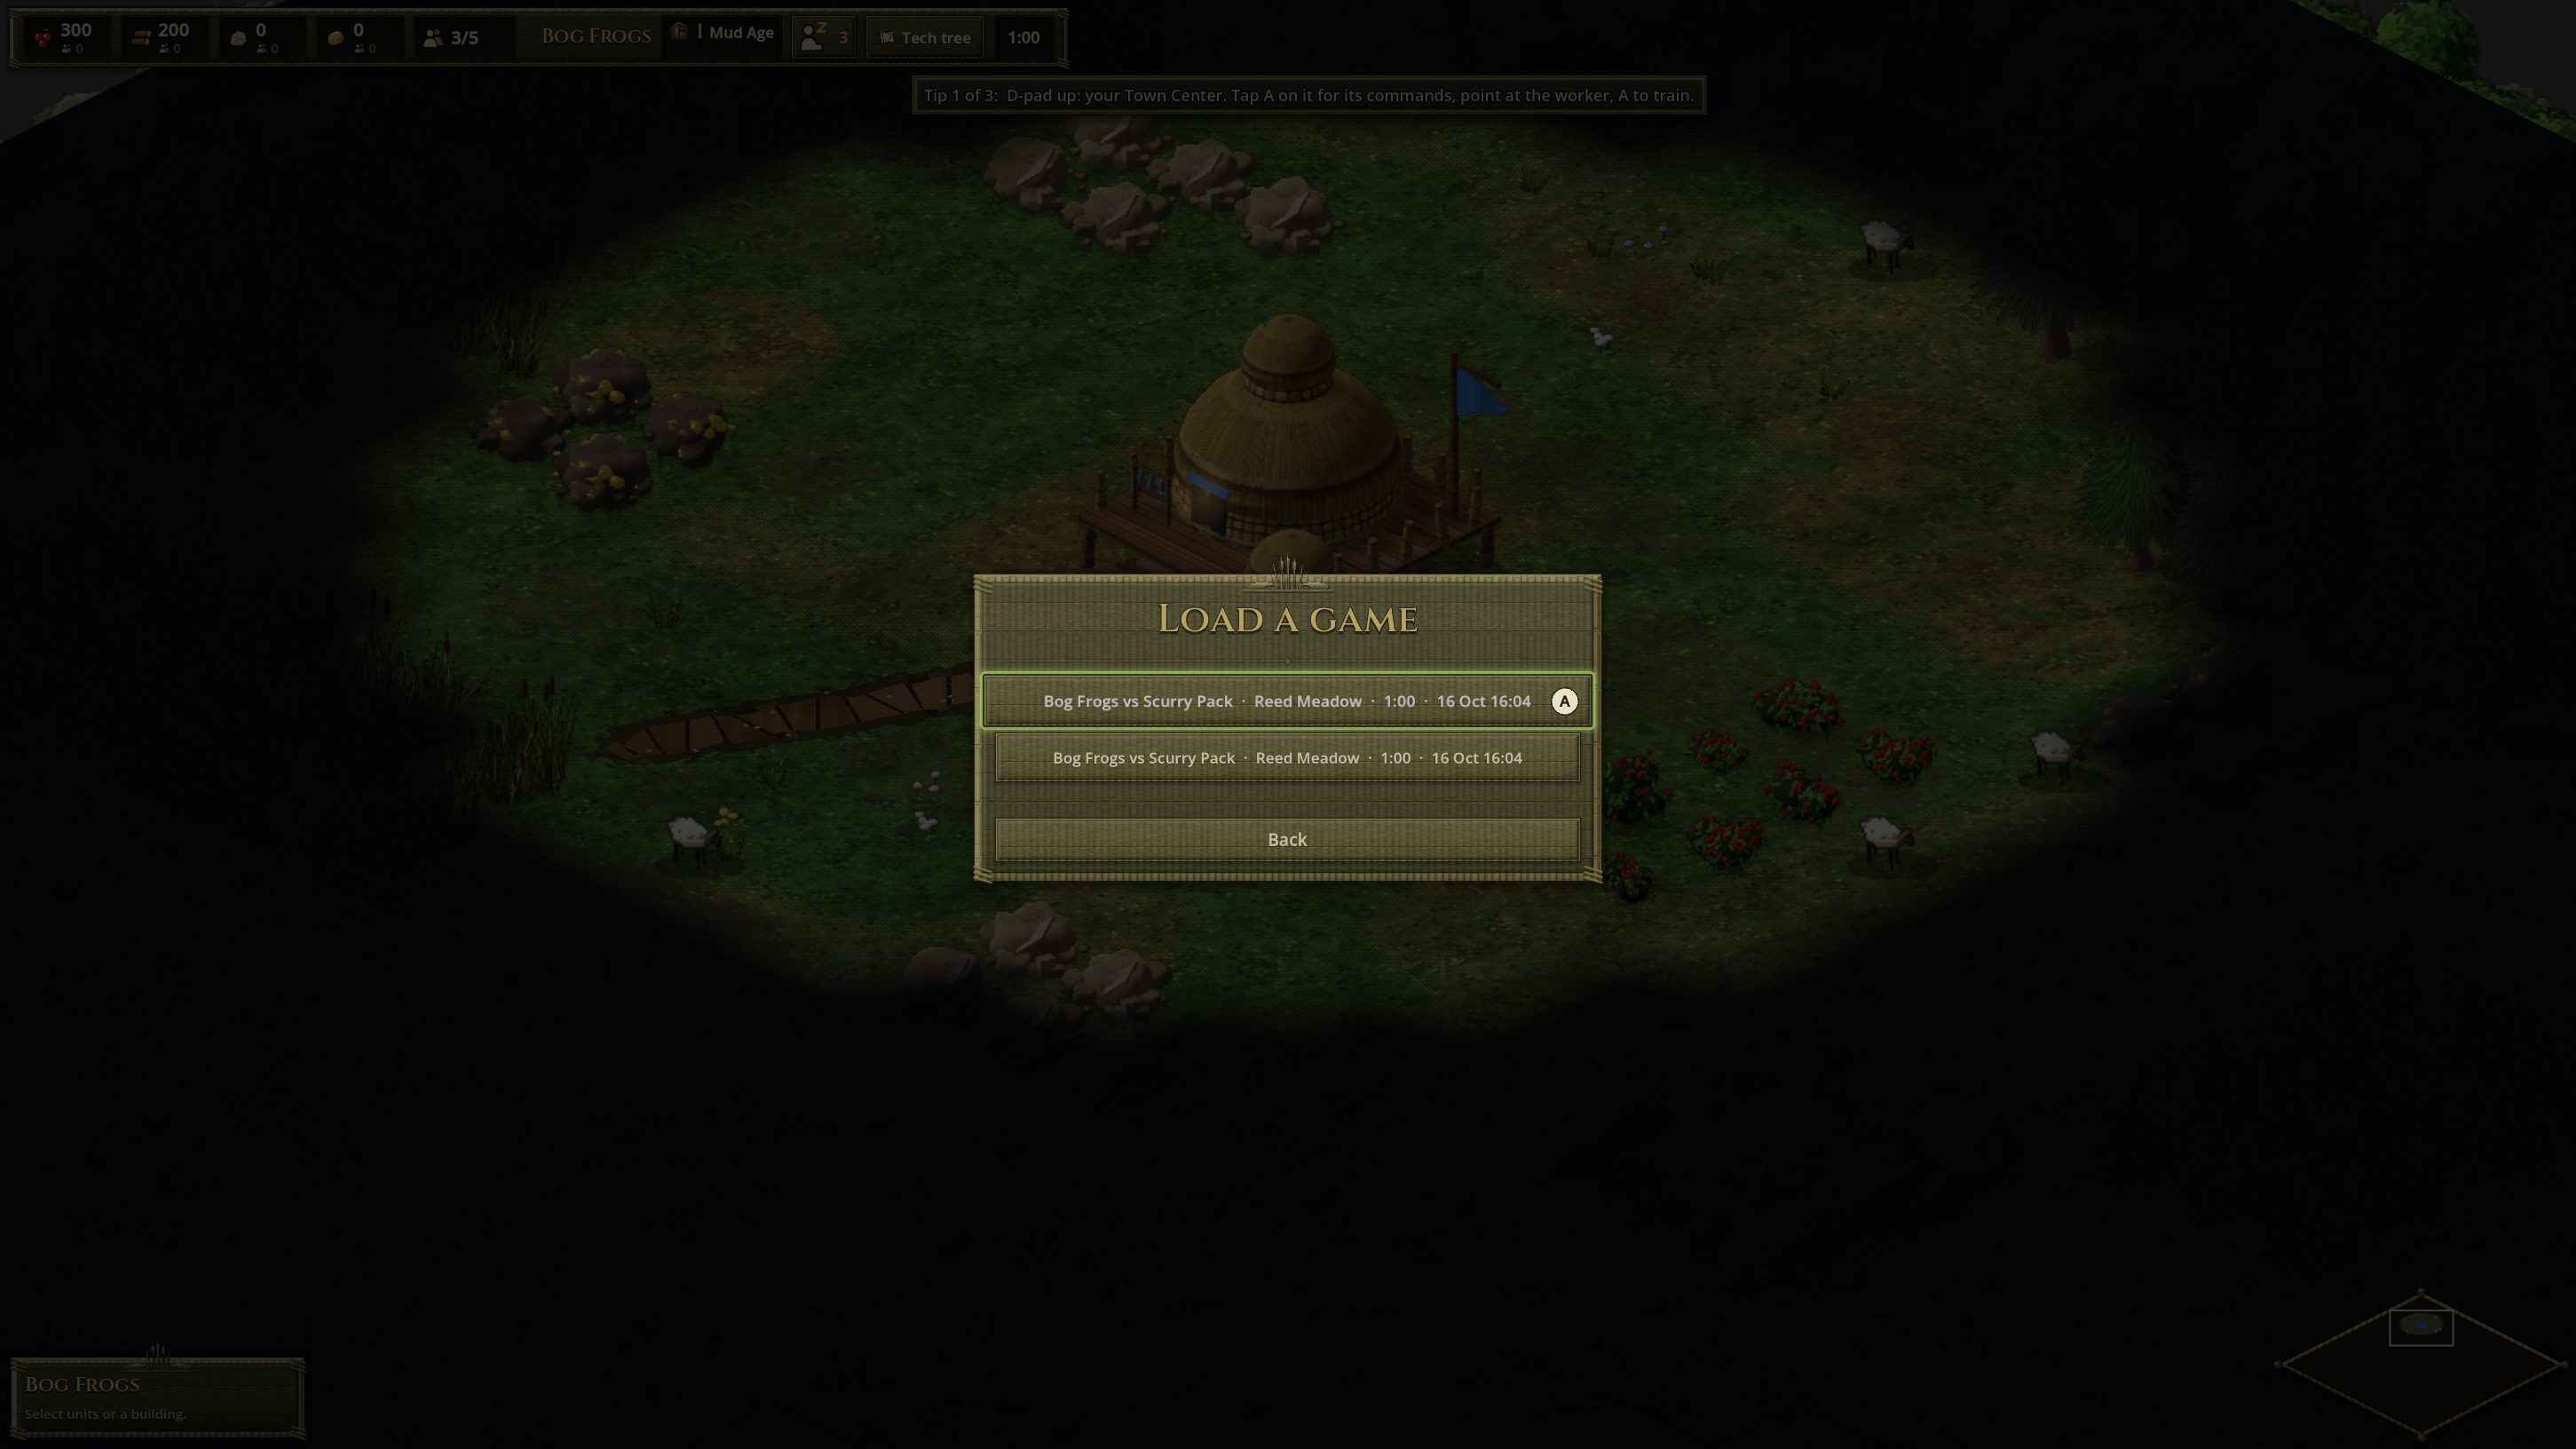 300 200 0 0 3/5 BOG FROGS I Mud Age Z 3 Tech tree 1:00
0 0 0 0
Tip 1 of 3: D-pad up: your Town Center. Tap A on it for its commands, point at the worker, A to train.
LOAD A GAME
Bog Frogs vs Scurry Pack · Reed Meadow · 1:00 · 16 Oct 16:04 A
Bog Frogs vs Scurry Pack · Reed Meadow · 1:00 · 16 Oct 16:04
Back
BOG FROGS
Select units or a building.